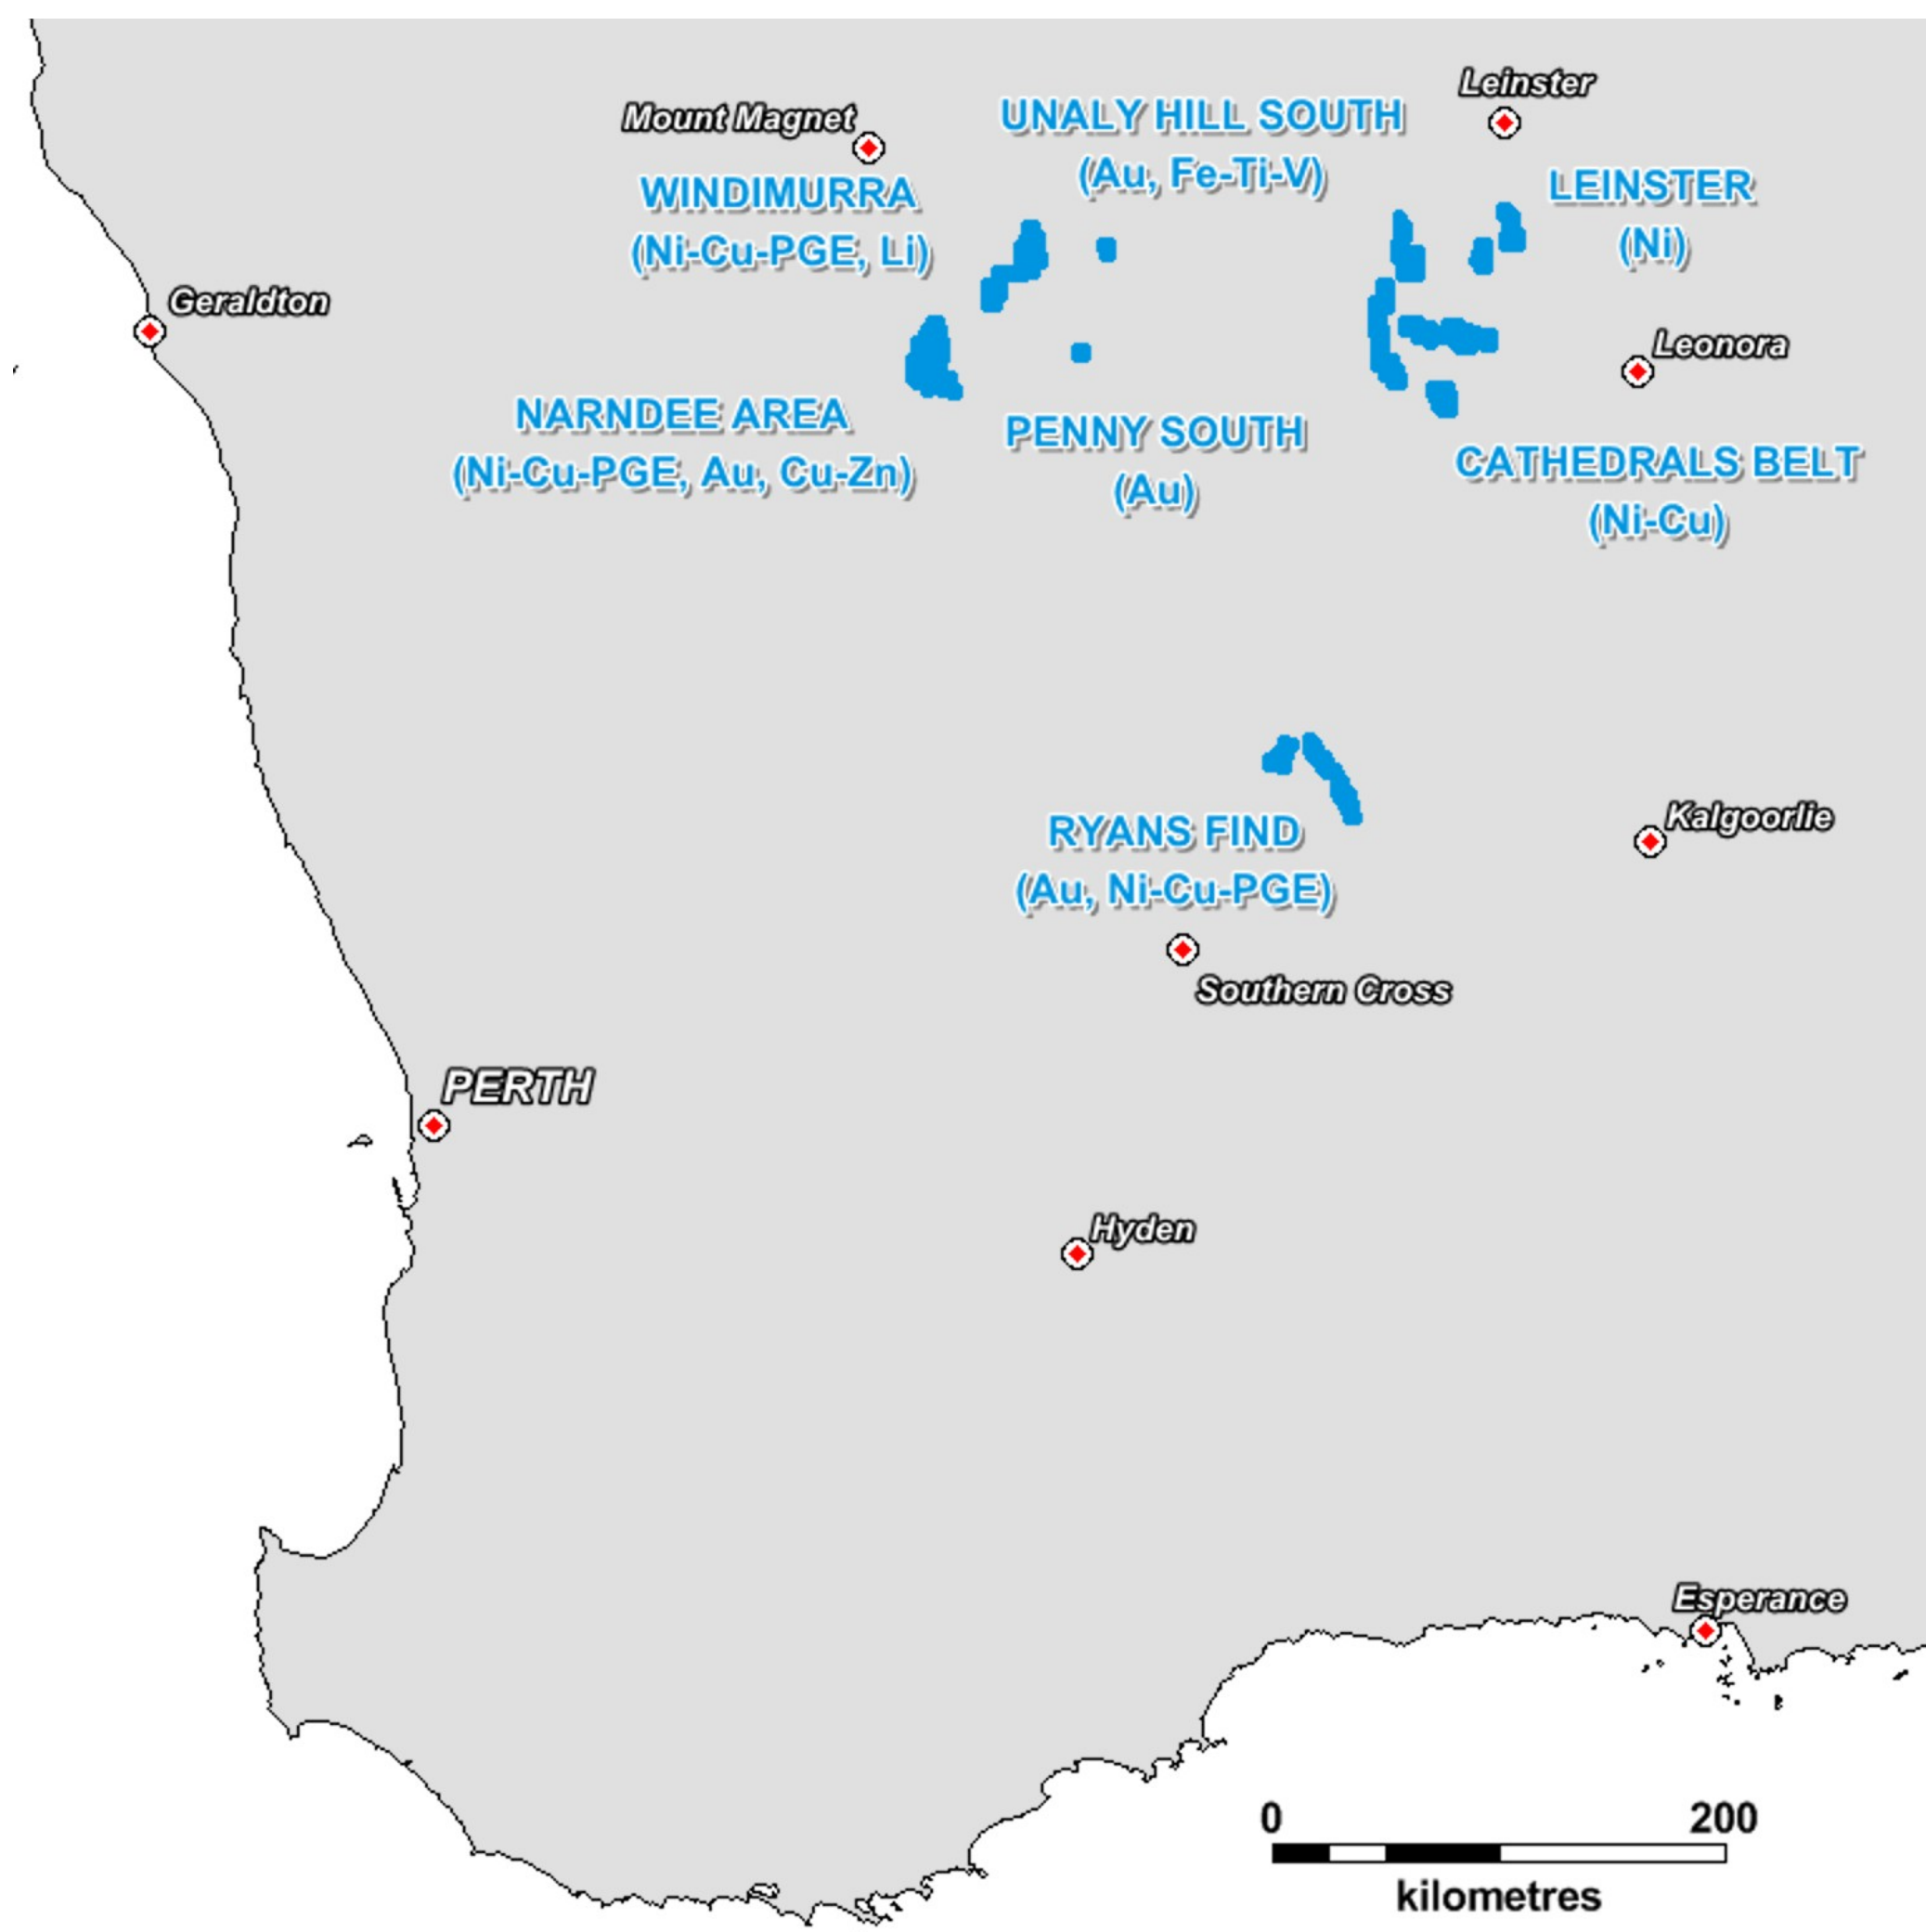 Leinster
Mount Magnet
UNALY HILL SOUTH
(Au, Fe-Ti-V)
WINDIMURRA
(Ni-Cu-PGE, Li)
LEINSTER
(Ni)
Geraldton
Leonora
NARNDEE AREA
(Ni-Cu-PGE, Au, Cu-Zn)
PENNY SOUTH
(Au)
CATHEDRALS BELT
(Ni-Cu)
RYANS FIND
(Au, Ni-Cu-PGE)
Kalgoorlie
Southern Cross
PERTH
Hyden
Esperance
0 200
kilometres